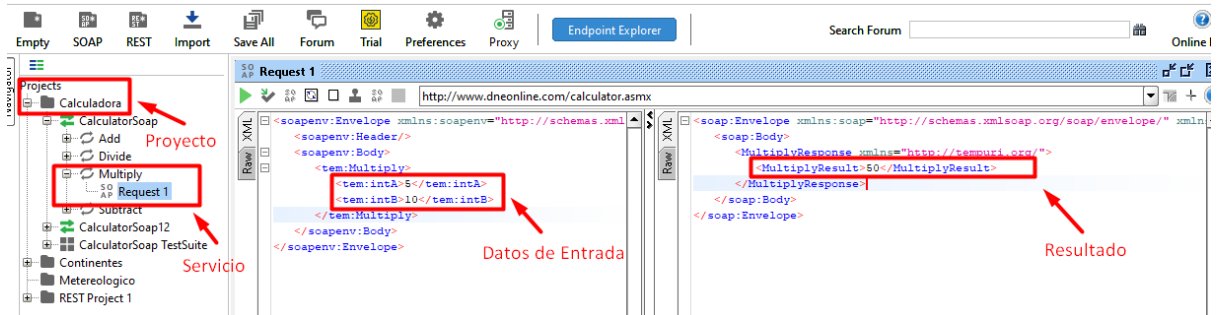 Empty SOAP REST Import Save All Forum Trial Preferences Proxy Endpoint Explorer Search Forum Online
Navigator
Projects
Calculadora
CalculatorSoap
Add
Divide
Multiply
SO AP Request 1
Subtract
CalculatorSoap12
CalculatorSoap TestSuite
Continentes
Metereologico
REST Project 1
Proyecto
Servicio
SO AP Request 1
http://www.dneonline.com/calculator.asmx
XML
Raw
<soapenv:Envelope xmlns:soapenv="http://schemas.xml
<soapenv:Header/>
<soapenv:Body>
<tem:Multiply>
<tem:intA>5</tem:intA>
<tem:intB>10</tem:intB>
</tem:Multiply>
</soapenv:Body>
</soapenv:Envelope>
Datos de Entrada
XML
Raw
<soap:Envelope xmlns:soap="http://schemas.xmlsoap.org/soap/envelope/" xmln
<soap:Body>
<MultiplyResponse xmlns="http://tempuri.org/">
<MultiplyResult>50</MultiplyResult>
</MultiplyResponse>
</soap:Body>
</soap:Envelope>
Resultado